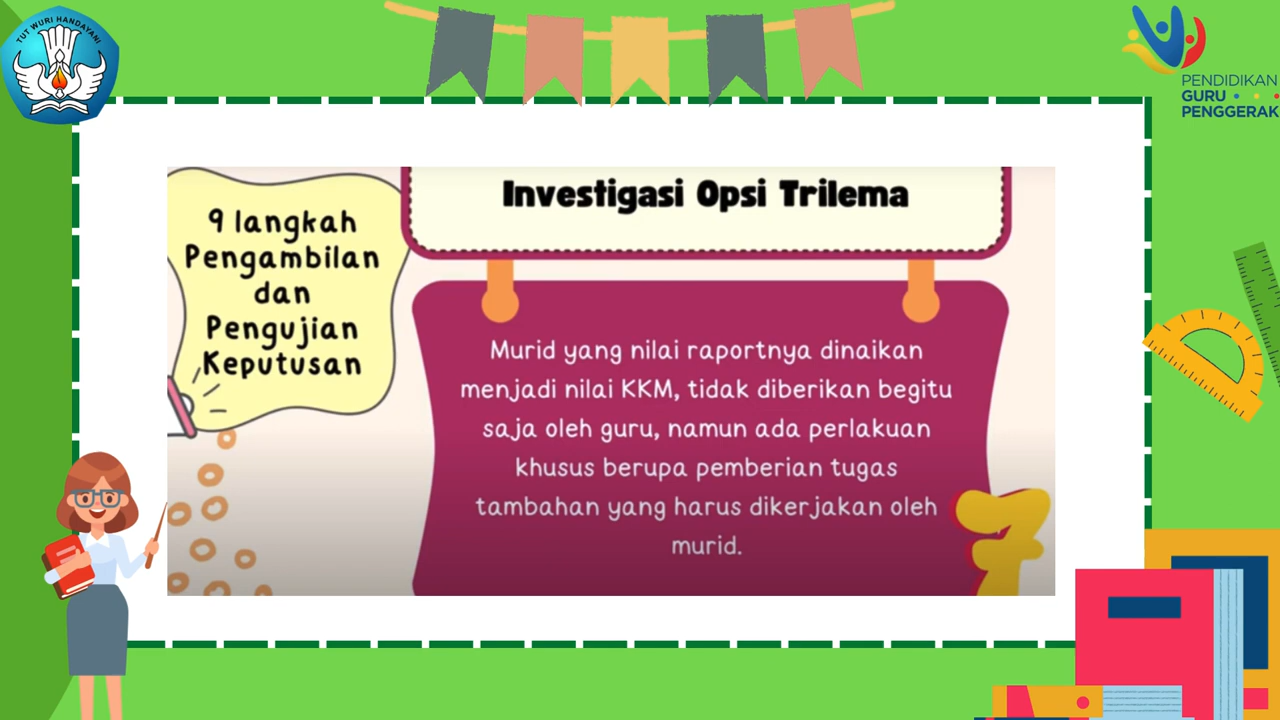 TUT WURI HANDAYANI
PENDIDIKAN
GURU
PENGGERAK
9 langkah
Pengambilan
dan
Pengujian
Keputusan
Investigasi Opsi Trilema
Murid yang nilai raportnya dinaikan
menjadi nilai KKM, tidak diberikan begitu
saja oleh guru, namun ada perlakuan
khusus berupa pemberian tugas
tambahan yang harus dikerjakan oleh
murid.
7